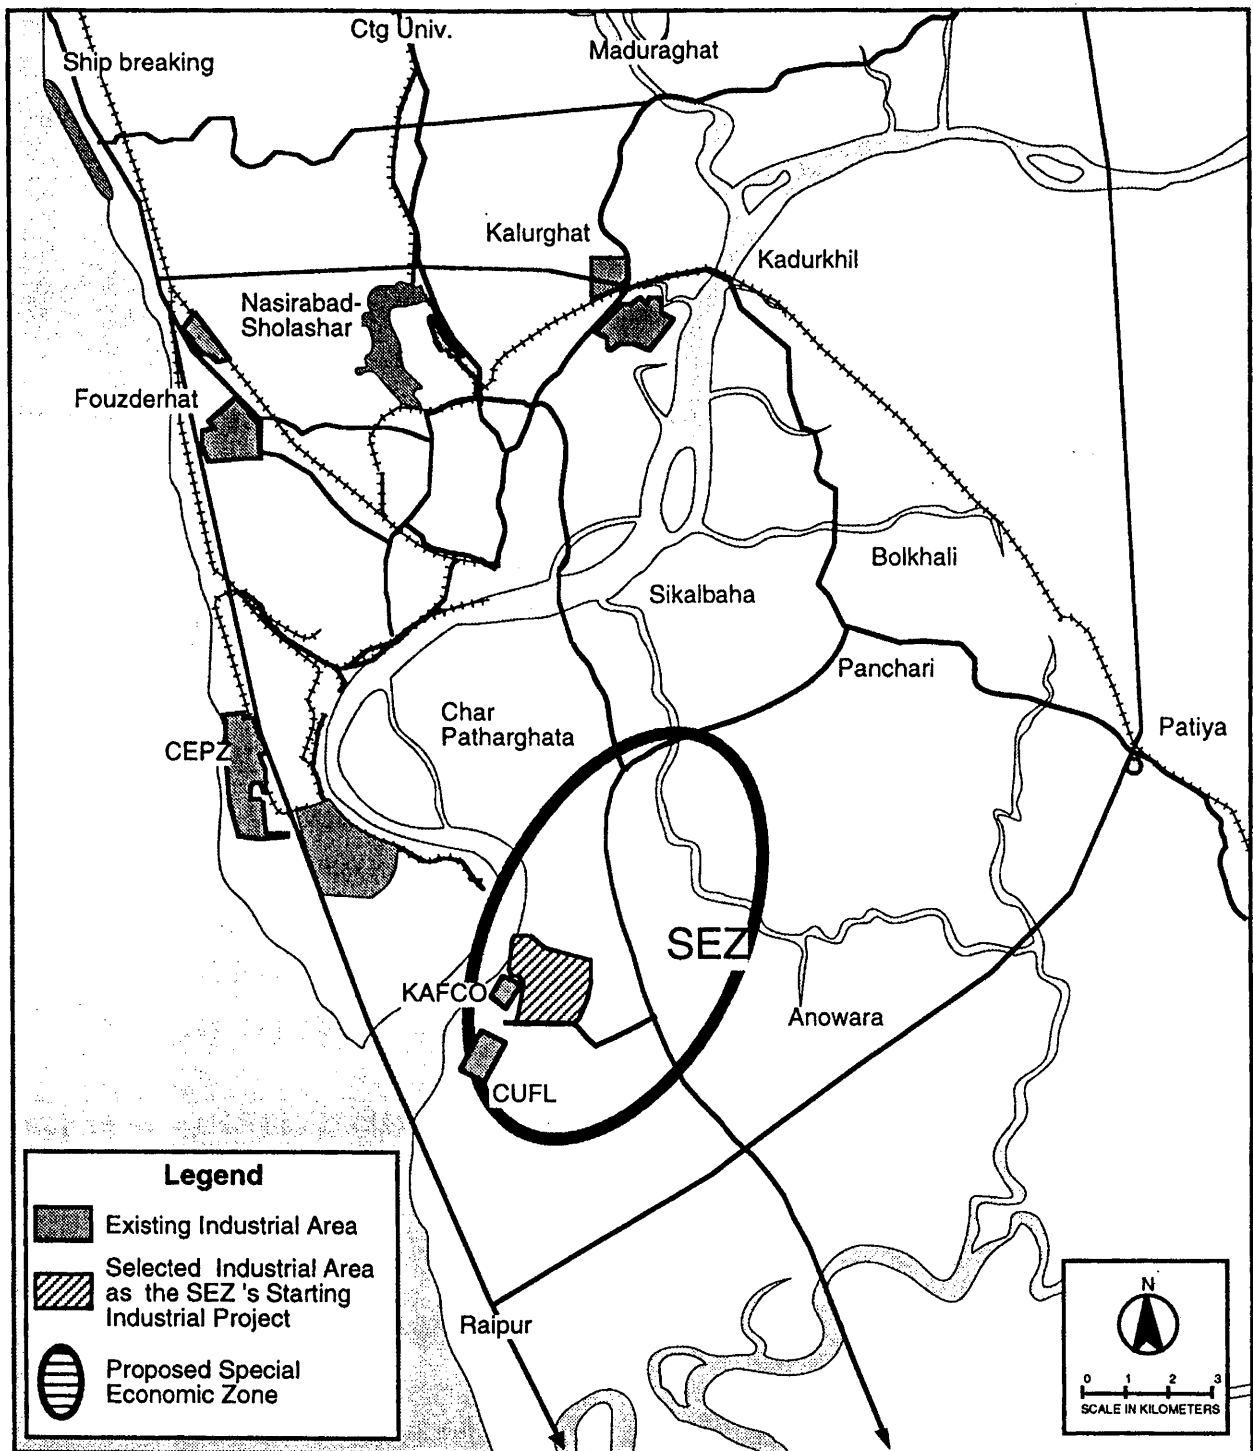 Ctg Univ.
Maduraghat
Ship breaking
Kalurghat
Kadurkhil
Nasirabad-
Sholashar
Fouzderhat
Bolkhali
Sikalbaha
Panchari
Char
Patharghata
Patiya
CEPZ
SEZ
KAFCO
Anowara
CUFL
Legend
Existing Industrial Area
Selected Industrial Area
as the SEZ 's Starting
Industrial Project
Proposed Special
Economic Zone
Raipur
N
0 1 2 3
SCALE IN KILOMETERS